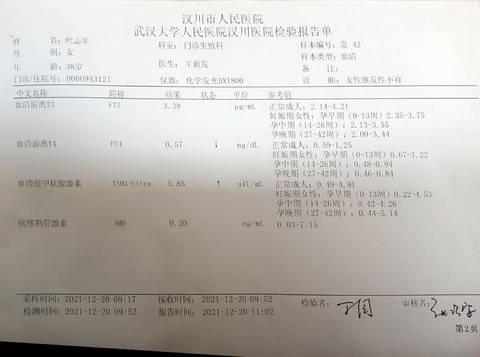 汉川市人民医院
武汉大学人民医院汉川医院检验报告单
姓 名: 叶志军 科室: 门诊生殖科 样本编号: 常 42
性 别: 女 样本类型: 血清
年 龄: 38岁 医生: 王新发 备 注:
门诊/住院号: 0000943121 仪器: 化学发光DXI800 诊 断: 女性继发性不育
中文名称 简称 结果 状态 单位 参考值
血清游离T3 FT3 3.38 pg/mL 正常成人: 2.14-4.21
妊娠期女性: 孕早期 (0-13周) 2.35-3.75
孕中期 (14-26周) : 2.13-3.55
孕晚期 (27-42周) : 2.00-3.44
血清游离T4 FT4 0.57 ↓ ng/dL 正常成人: 0.59-1.25
妊娠期女性: 孕早期 (0-13周) 0.67-1.22
孕中期 (14-26周) : 0.48-0.94
孕晚期 (27-42周) : 0.46-0.84
血清促甲状腺激素 TSH3-Ultra 5.85 ↑ uIU/mL 正常成人: 0.49-4.91
妊娠期女性: 孕早期 (0-13周) 0.22-4.53
孕中期 (14-26周) : 0.42-4.26
孕晚期 (27-42周) : 0.44-5.14
抗缪勒管激素 AMH 0.20 ng/mL 0.03-7.15
采样时间: 2021-12-20 09:17 接收时间: 2021-12-20 09:52 检验者: 审核者:
检测时间: 2021-12-20 09:52 报告时间: 2021-12-20 11:02
第2页